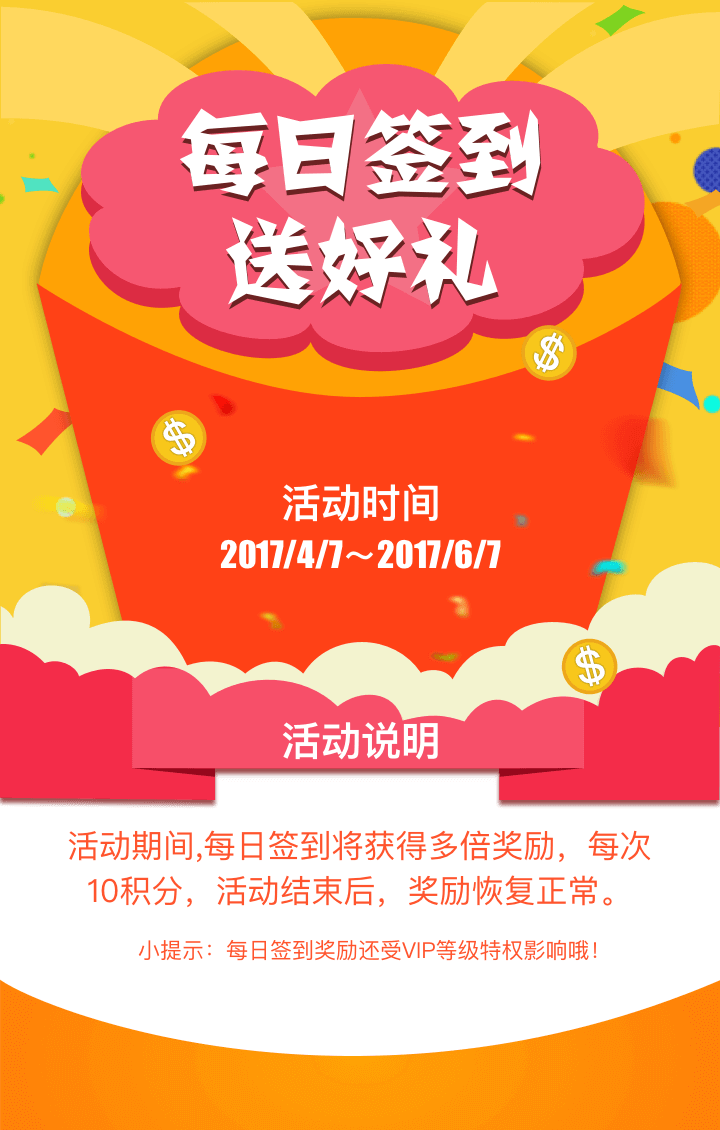 每日签到
送好礼
活动时间
2017/4/7～2017/6/7
活动说明
活动期间,每日签到将获得多倍奖励，每次
10积分，活动结束后，奖励恢复正常。
小提示：每日签到奖励还受VIP等级特权影响哦！